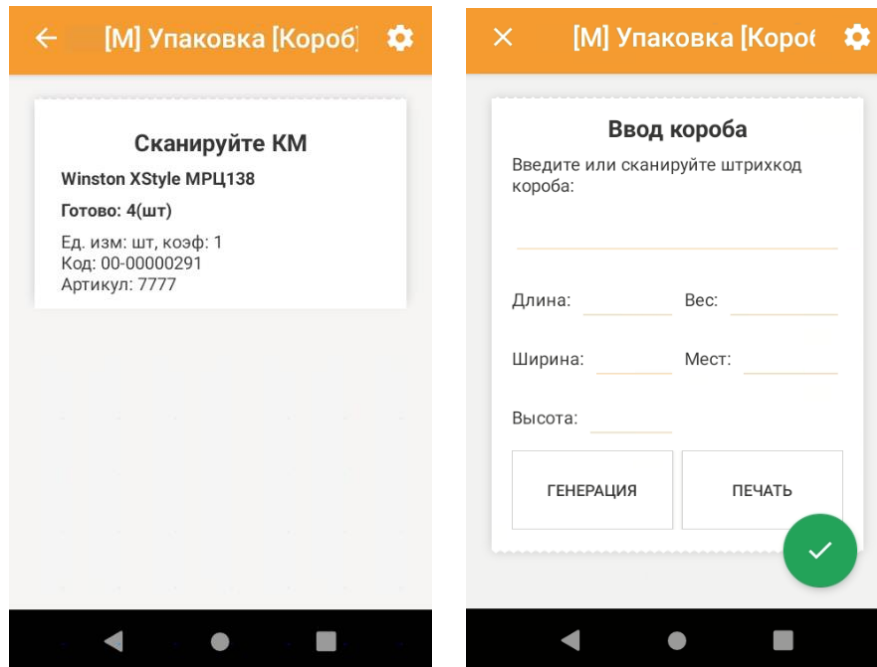 [М] Упаковка [Короб]
Сканируйте КМ
Winston XStyle МРЦ138
Готово: 4(шт)
Ед. изм: шт, коэф: 1
Код: 00-00000291
Артикул: 7777
[М] Упаковка [Короб
Ввод короба
Введите или сканируйте штрихкод
короба:
Длина: Вес:
Ширина: Мест:
Высота:
ГЕНЕРАЦИЯ ПЕЧАТЬ